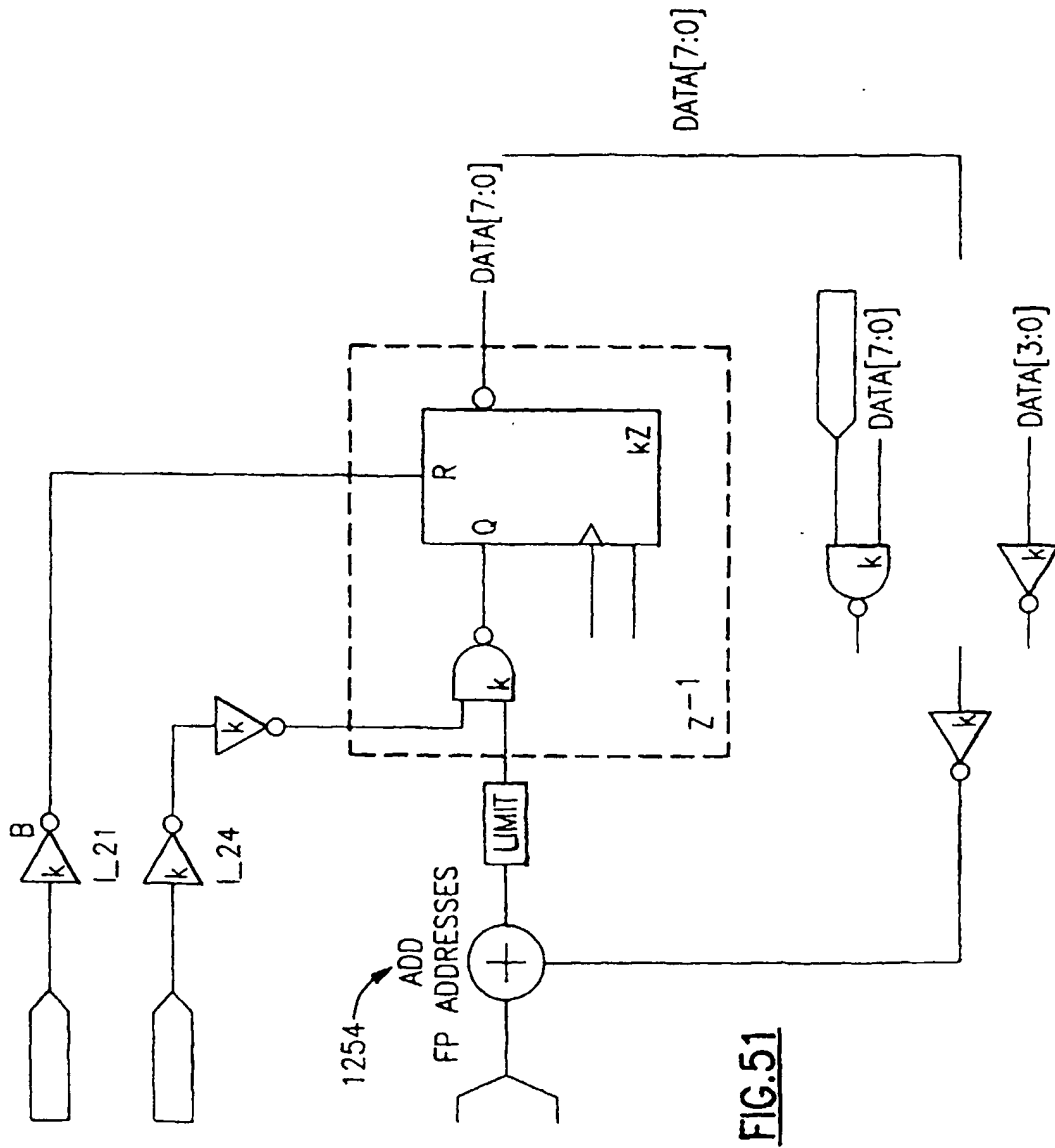 B
k
I_21
k
I_24
k
1254
ADD
FP ADDRESSES
+
LIMIT
k
Z-1
Q
R
kZ
DATA[7:0]
DATA[7:0]
k
DATA[7:0]
k
DATA[3:0]
k
FIG.51